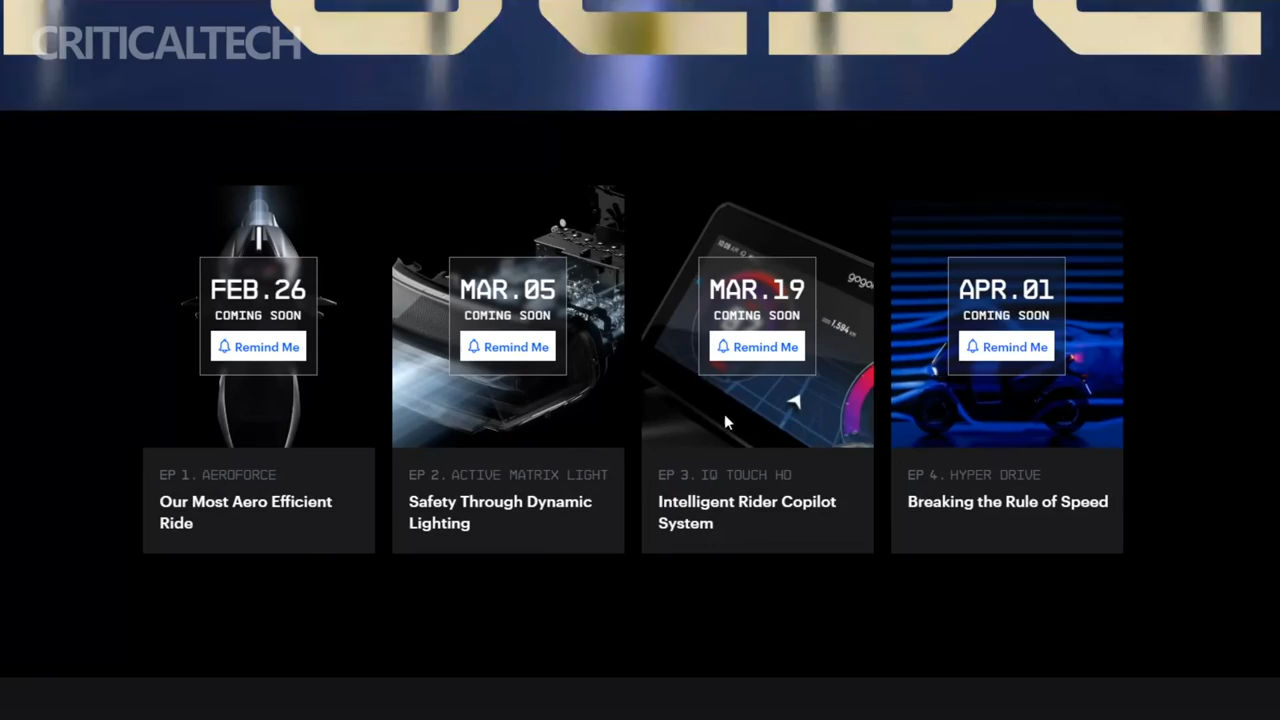 CRITICALTECH
FEB.26
COMING SOON
Remind Me
EP 1. AEROFORCE
Our Most Aero Efficient
Ride
MAR.05
COMING SOON
Remind Me
EP 2. ACTIVE MATRIX LIGHT
Safety Through Dynamic
Lighting
MAR.19
COMING SOON
Remind Me
EP 3. IQ TOUCH HD
Intelligent Rider Copilot
System
APR.01
COMING SOON
Remind Me
EP 4. HYPER DRIVE
Breaking the Rule of Speed